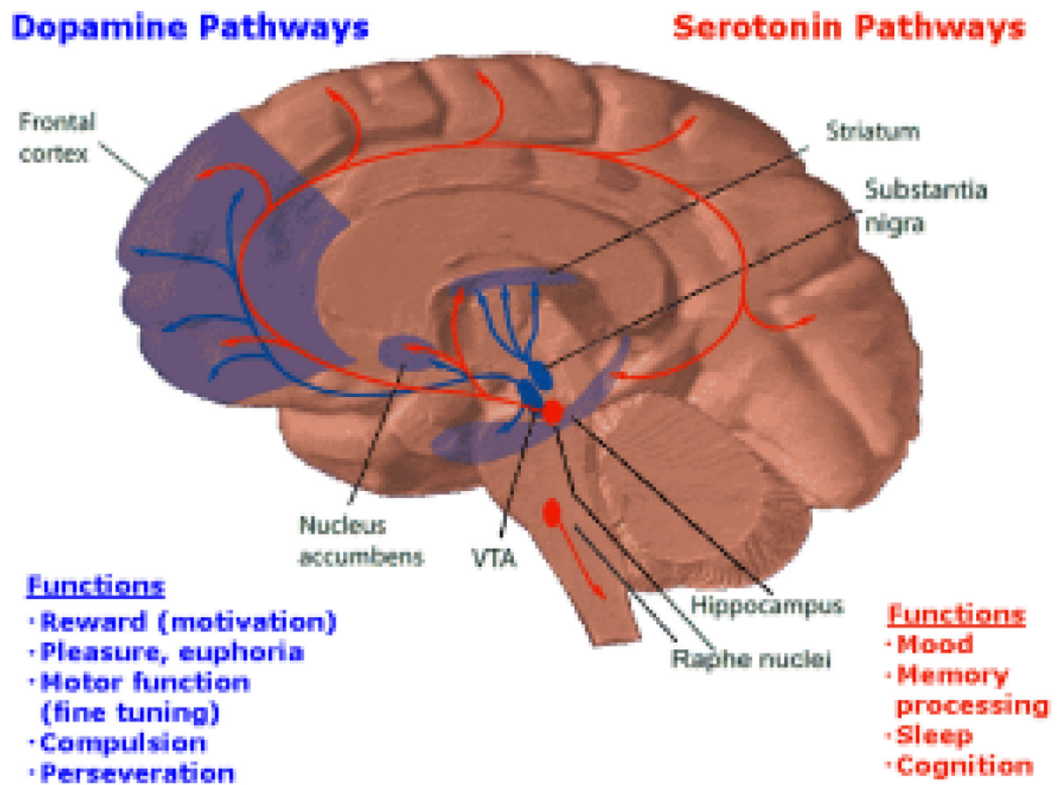 Dopamine Pathways
Serotonin Pathways
Frontal
cortex
Striatum
Substantia
nigra
Nucleus
accumbens
VTA
Hippocampus
Raphe nuclei
Functions
·Reward (motivation)
·Pleasure, euphoria
·Motor function
(fine tuning)
·Compulsion
·Perseveration
Functions
·Mood
·Memory
processing
·Sleep
·Cognition